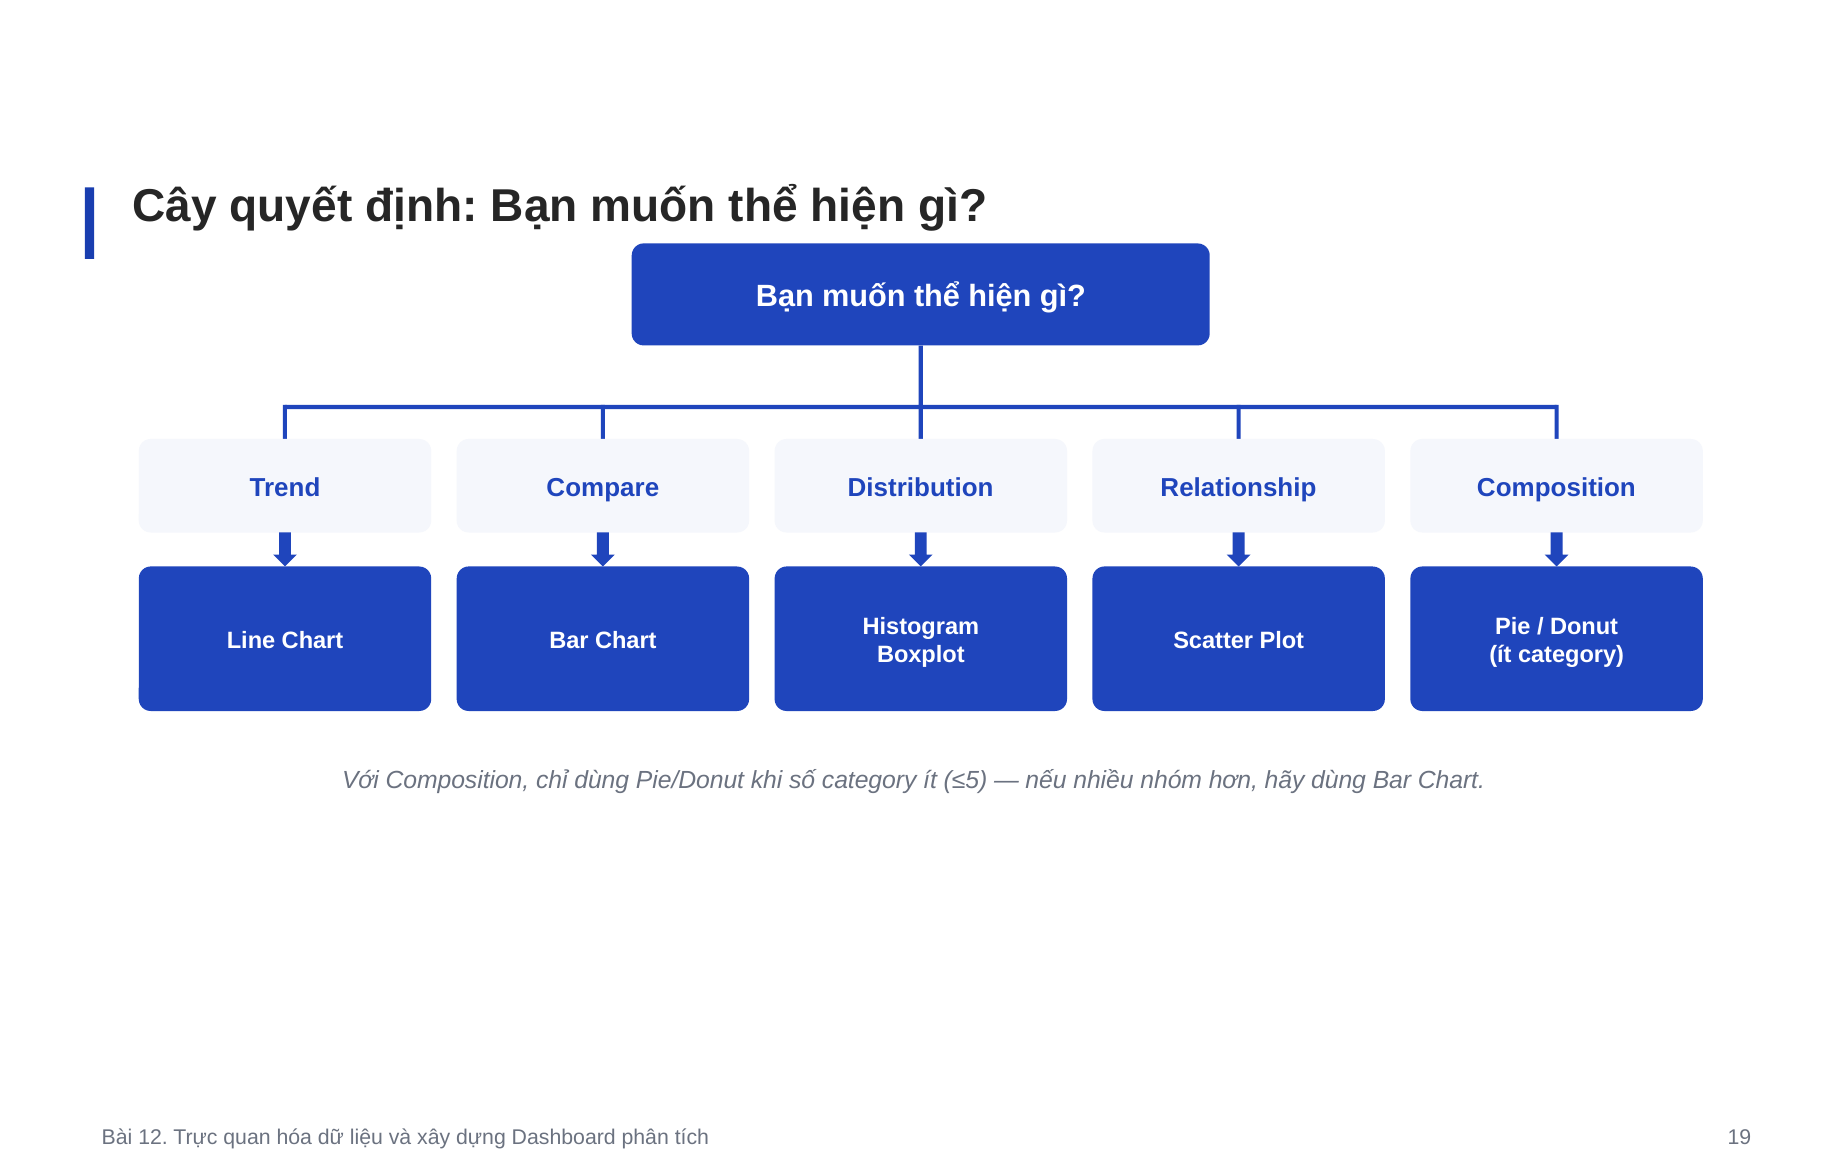 Cây quyết định: Bạn muốn thể hiện gì?
Bạn muốn thể hiện gì?
Trend
Compare
Distribution
Relationship
Composition
Line Chart
Bar Chart
Histogram
Boxplot
Scatter Plot
Pie / Donut
(ít category)
Với Composition, chỉ dùng Pie/Donut khi số category ít (≤5) — nếu nhiều nhóm hơn, hãy dùng Bar Chart.
Bài 12. Trực quan hóa dữ liệu và xây dựng Dashboard phân tích
19